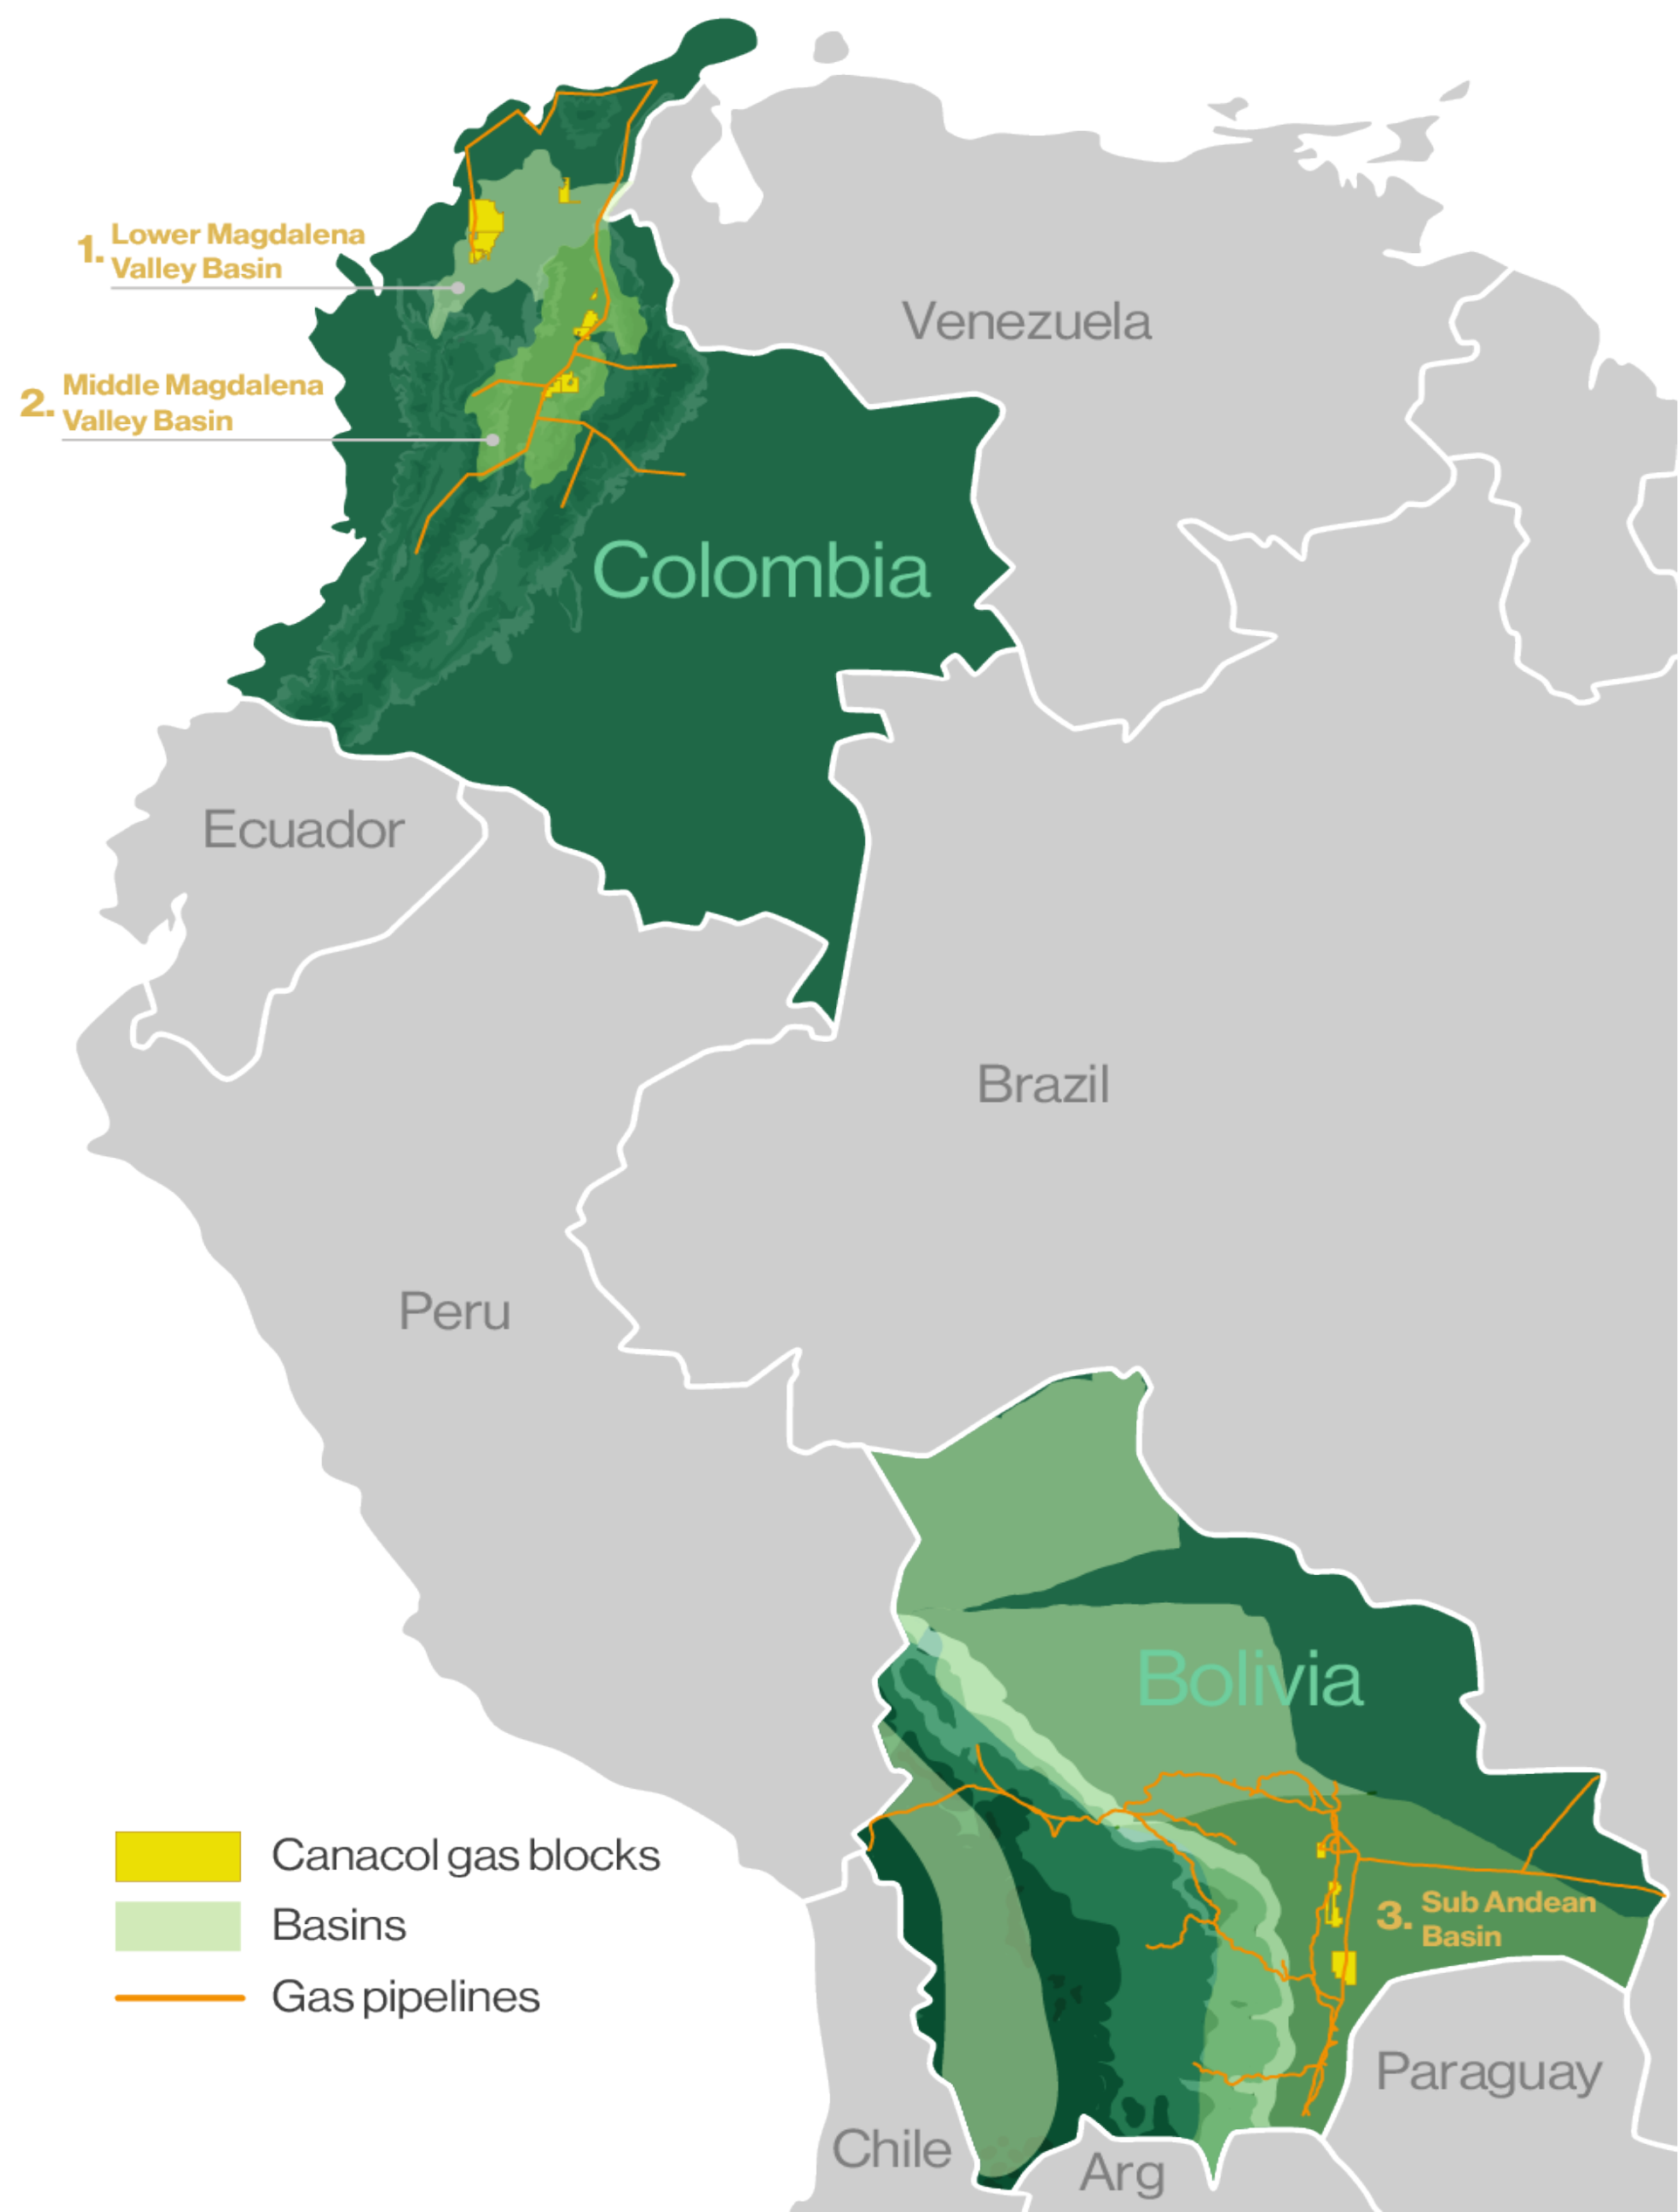 1. Lower Magdalena
Valley Basin
Venezuela
2. Middle Magdalena
Valley Basin
Colombia
Ecuador
Brazil
Peru
Bolivia
Canacol gas blocks
Basins
Gas pipelines
3. Sub Andean
Basin
Paraguay
Chile
Arg